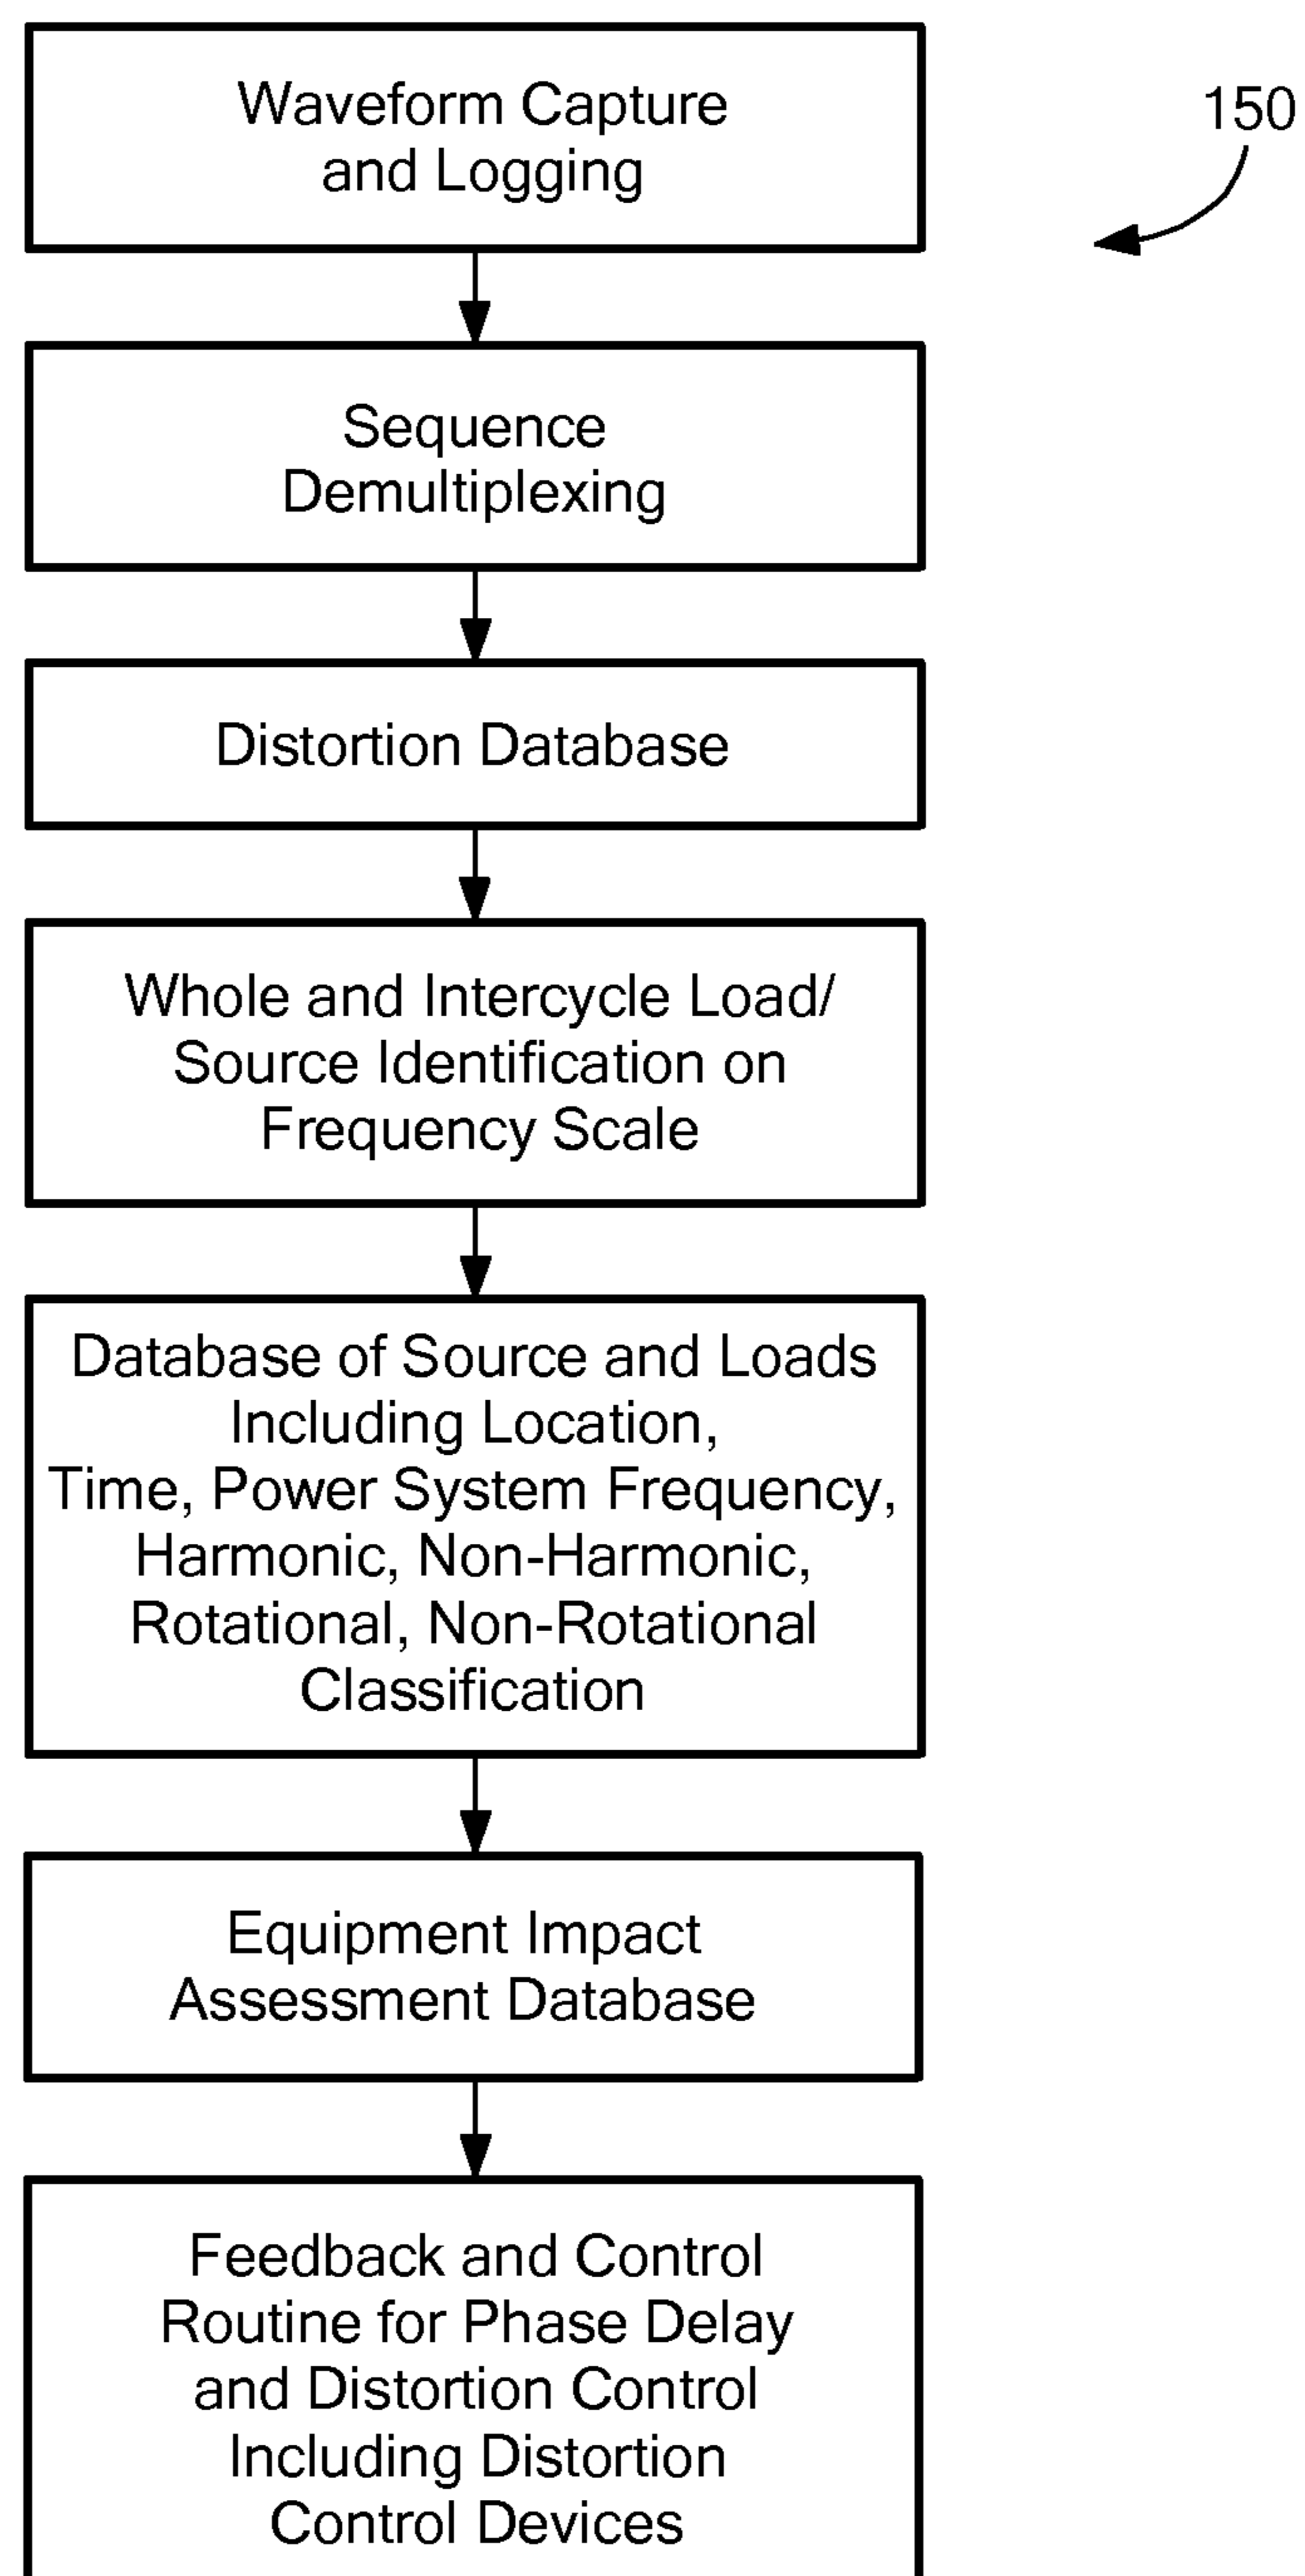 Waveform Capture
and Logging
150
Sequence
Demultiplexing
Distortion Database
Whole and Intercycle Load/
Source Identification on
Frequency Scale
Database of Source and Loads
Including Location,
Time, Power System Frequency,
Harmonic, Non-Harmonic,
Rotational, Non-Rotational
Classification
Equipment Impact
Assessment Database
Feedback and Control
Routine for Phase Delay
and Distortion Control
Including Distortion
Control Devices